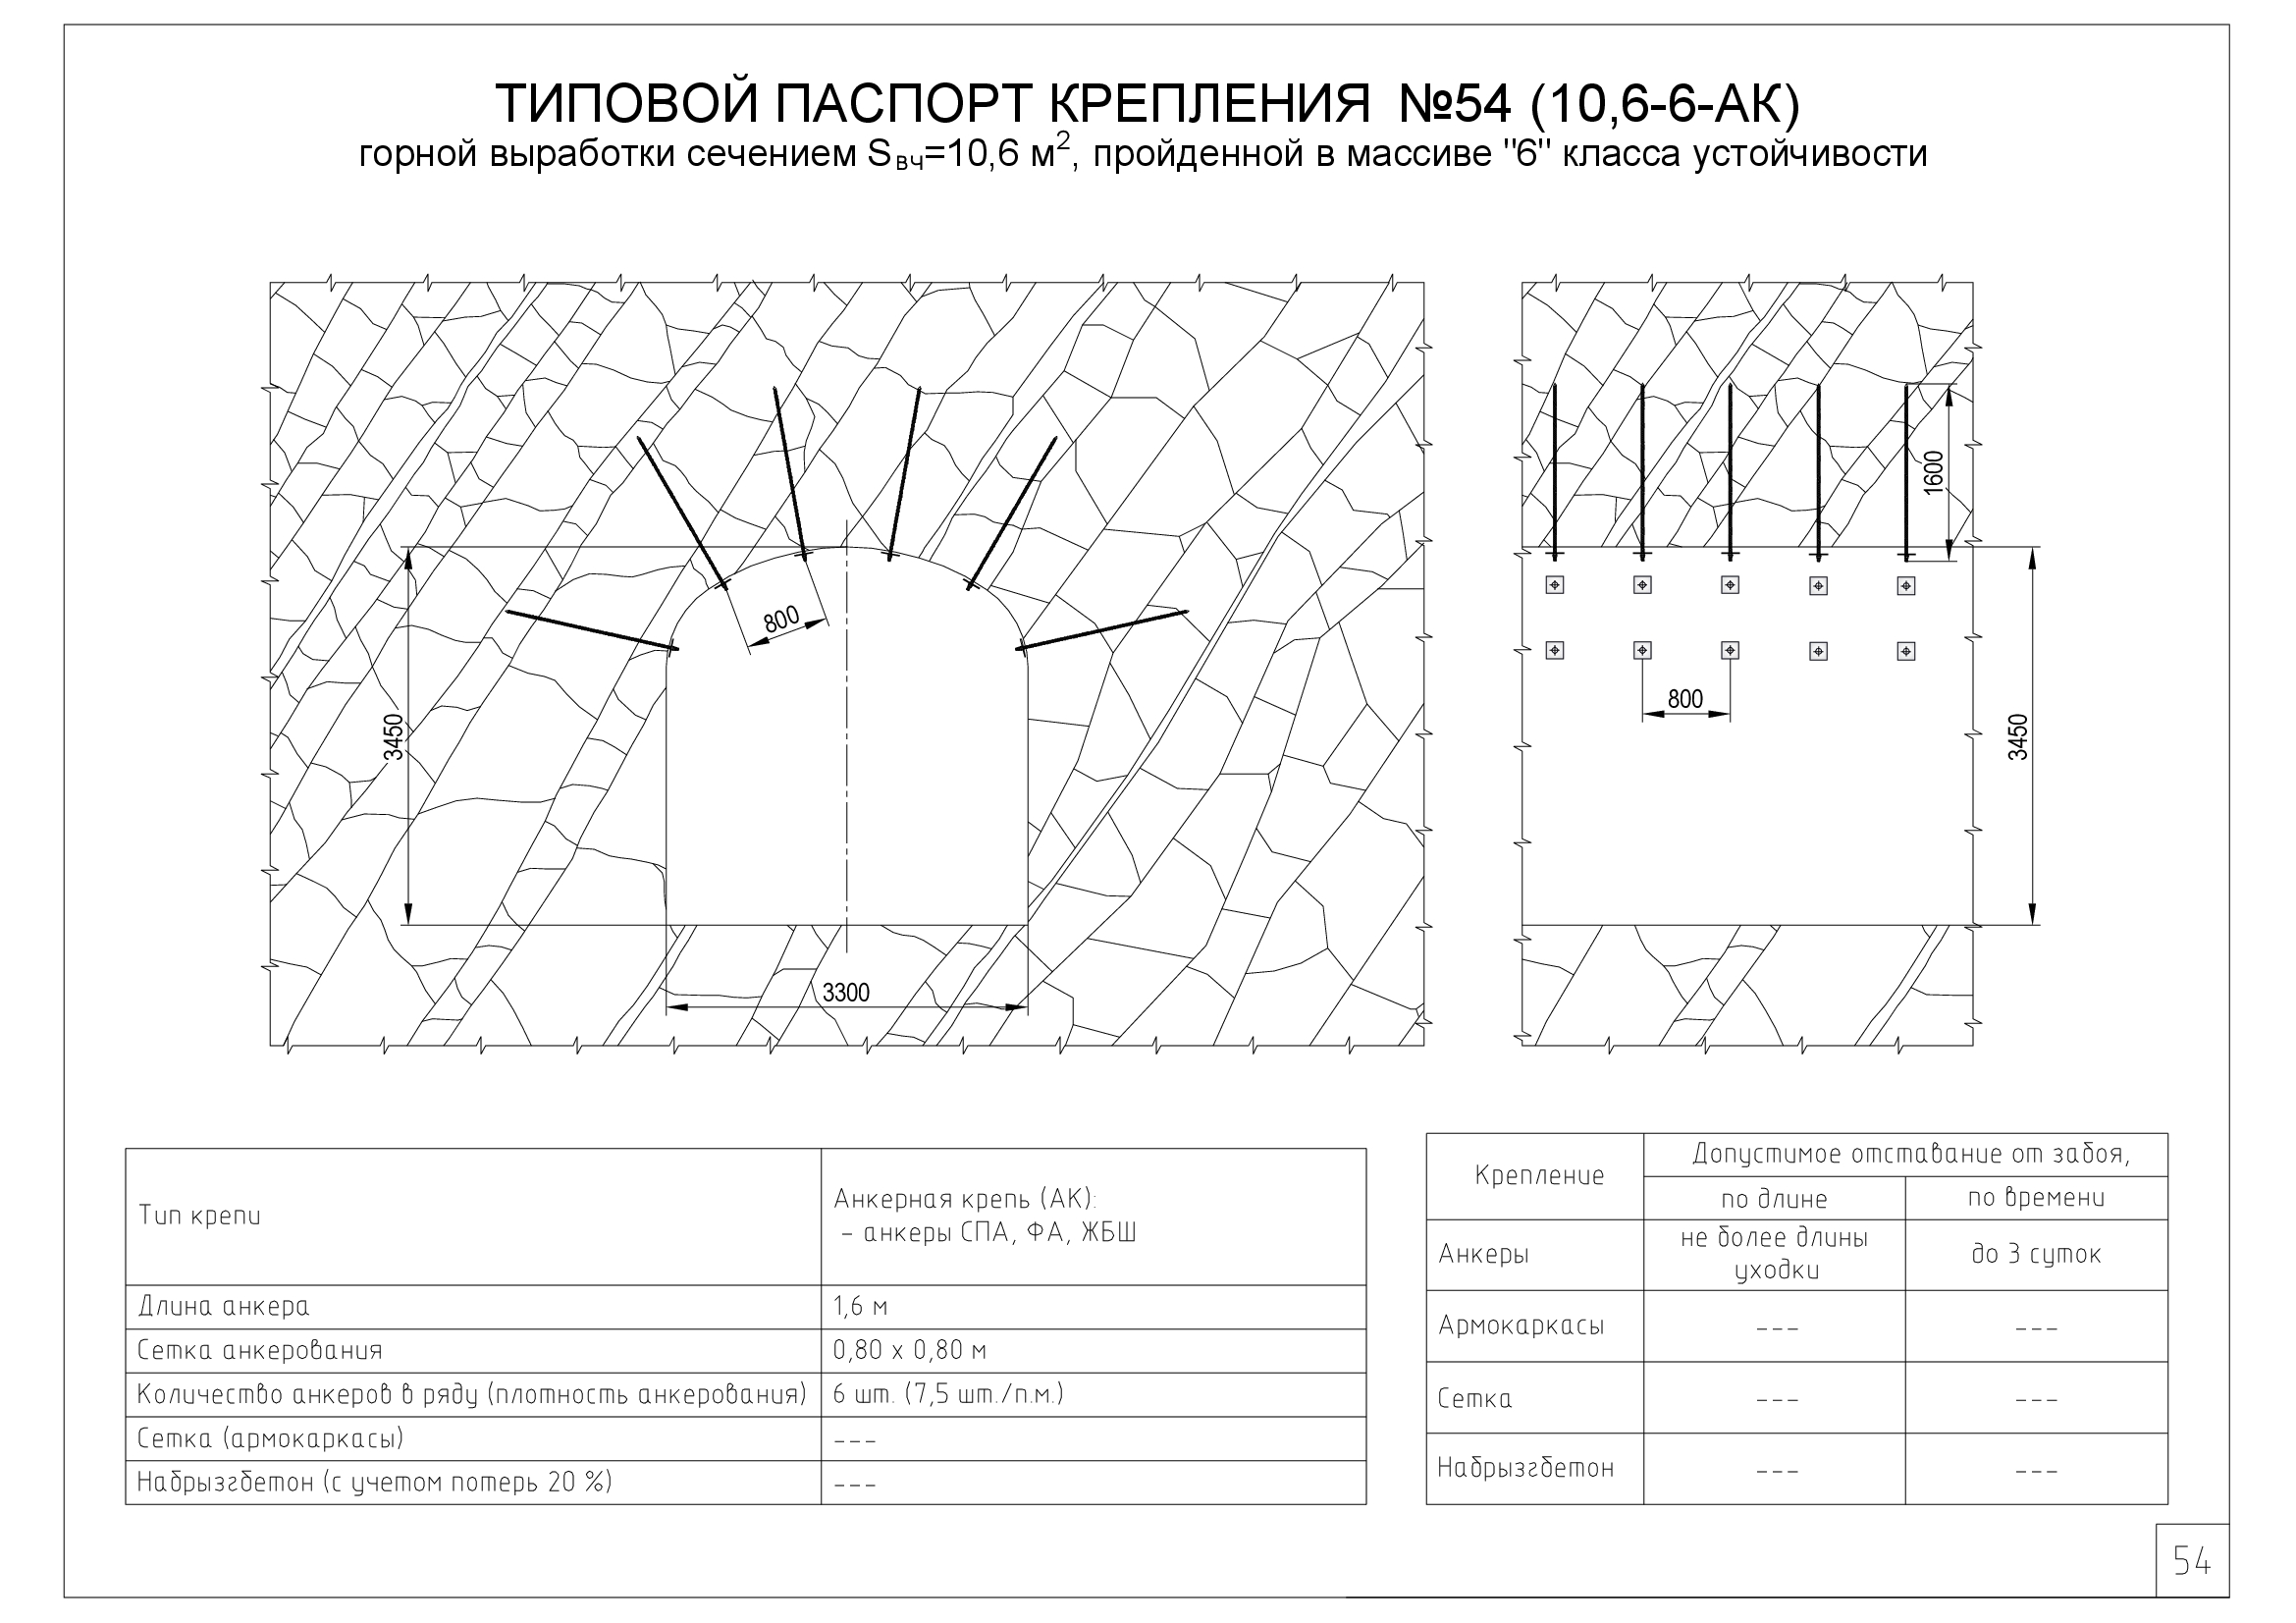 ТИПОВОЙ ПАСПОРТ КРЕПЛЕНИЯ №54 (10,6-6-АК)
горной выработки сечением Sвч=10,6 м², пройденной в массиве "6" класса устойчивости
800
3450
3300
1600
800
3450
Тип крепи
Анкерная крепь (АК):
– анкеры СПА, ФА, ЖБШ
Длина анкера
1,6 м
Сетка анкерования
0,80 х 0,80 м
Количество анкеров в ряду (плотность анкерования)
6 шт. (7,5 шт./п.м.)
Сетка (армокаркасы)
---
Набрызгбетон (с учетом потерь 20 %)
---
Крепление
Допустимое отставание от забоя,
по длине
по времени
Анкеры
не более длины
уходки
до 3 суток
Армокаркасы
---
---
Сетка
---
---
Набрызгбетон
---
---
54